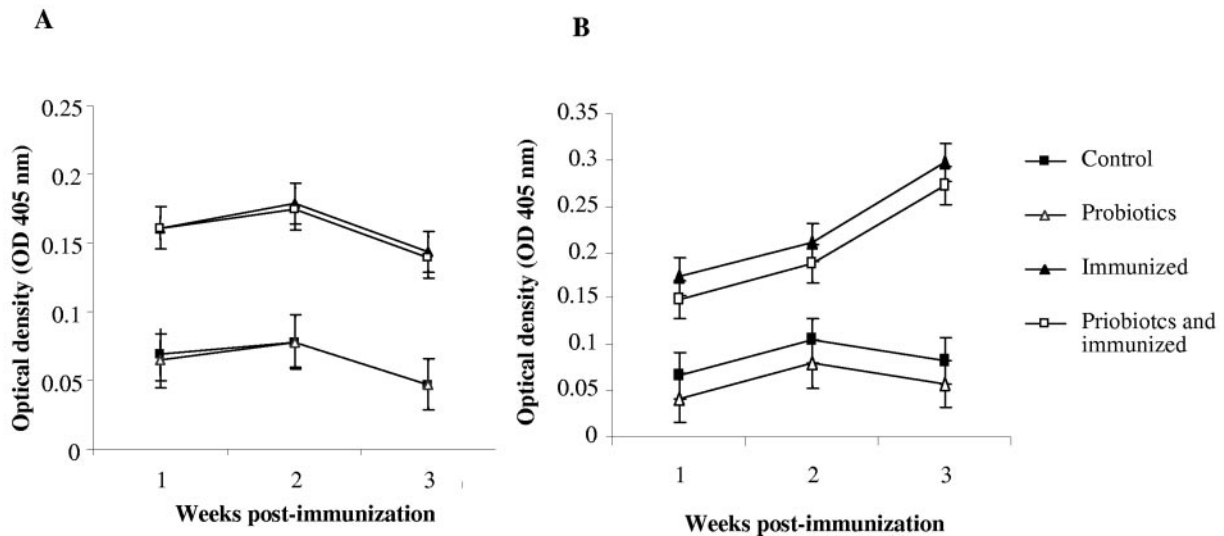 A
B
Optical density (OD 405 nm)
0.25
0.2
0.15
0.1
0.05
0
1 2 3
Weeks post-immunization
Optical density (OD 405 nm)
0.35
0.3
0.25
0.2
0.15
0.1
0.05
0
1 2 3
Weeks post-immunization
Control
Probiotics
Immunized
Priobiotcs and
immunized